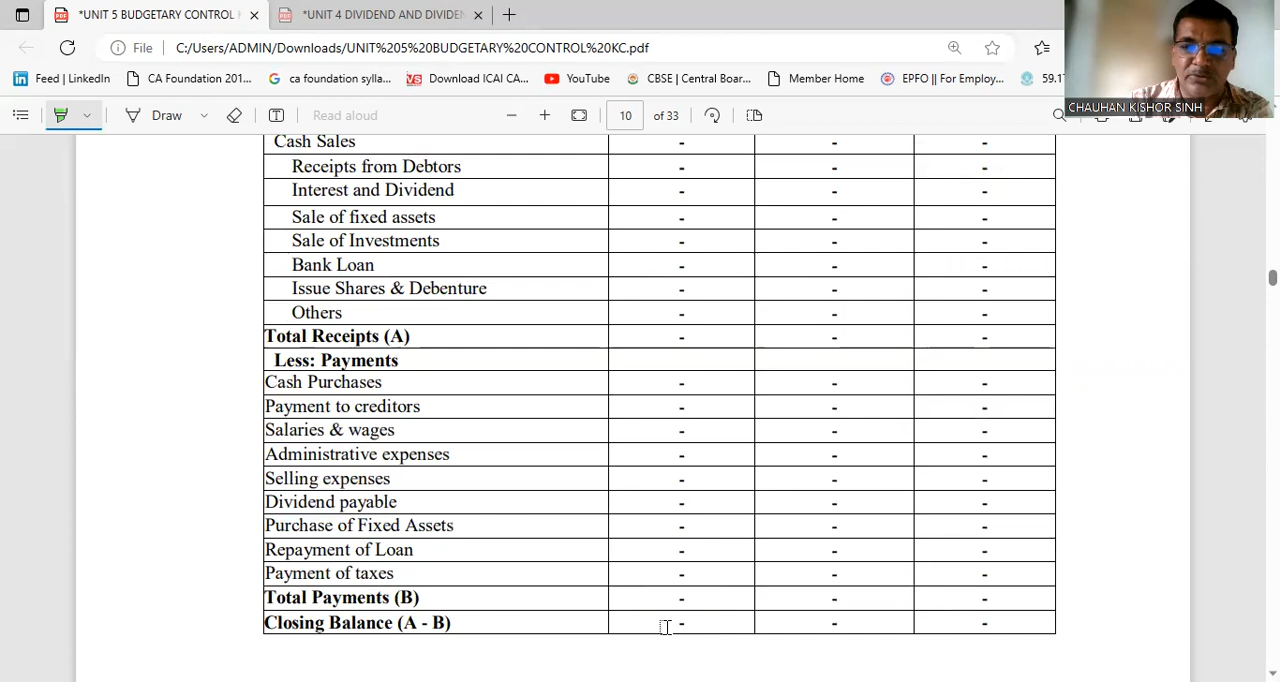 *UNIT 5 BUDGETARY CONTROL
*UNIT 4 DIVIDEND AND DIVIDEN
File
C:/Users/ADMIN/Downloads/UNIT%205%20BUDGETARY%20CONTROL%20KC.pdf
Feed | LinkedIn
CA Foundation 201...
ca foundation sylla...
Download ICAI CA...
YouTube
CBSE | Central Boar...
Member Home
EPFO || For Employ...
59.1
CHAUHAN KISHOR SINH
Draw
Read aloud
10 of 33
Cash Sales - - -
Receipts from Debtors - - -
Interest and Dividend - - -
Sale of fixed assets - - -
Sale of Investments - - -
Bank Loan - - -
Issue Shares & Debenture - - -
Others - - -
Total Receipts (A) - - -
Less: Payments
Cash Purchases - - -
Payment to creditors - - -
Salaries & wages - - -
Administrative expenses - - -
Selling expenses - - -
Dividend payable - - -
Purchase of Fixed Assets - - -
Repayment of Loan - - -
Payment of taxes - - -
Total Payments (B) - - -
Closing Balance (A - B) - - -